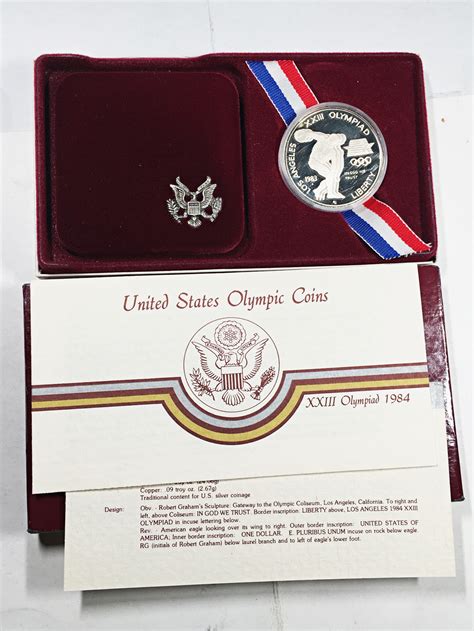 LOS ANGELES XXIII OLYMPIAD
1983
IN GOD WE
TRUST
LIBERTY
United States Olympic Coins
XXIII Olympiad 1984
Copper: .09 troy oz. (2.67g)
Traditional content for U.S. silver coinage
Design: Obv. - Robert Graham's Sculpture: Gateway to the Olympic Coliseum, Los Angeles, California. To right and
left, above Coliseum: IN GOD WE TRUST. Border inscription: LIBERTY above, LOS ANGELES 1984 XXIII
OLYMPIAD in incuse lettering below.
Rev. - American eagle looking over its wing to right. Outer border inscription: UNITED STATES OF
AMERICA; Inner border inscription: ONE DOLLAR. E. PLURIBUS UNUM incuse on rock below eagle.
RG (initials of Robert Graham) below laurel branch and to left of eagle's lower foot.